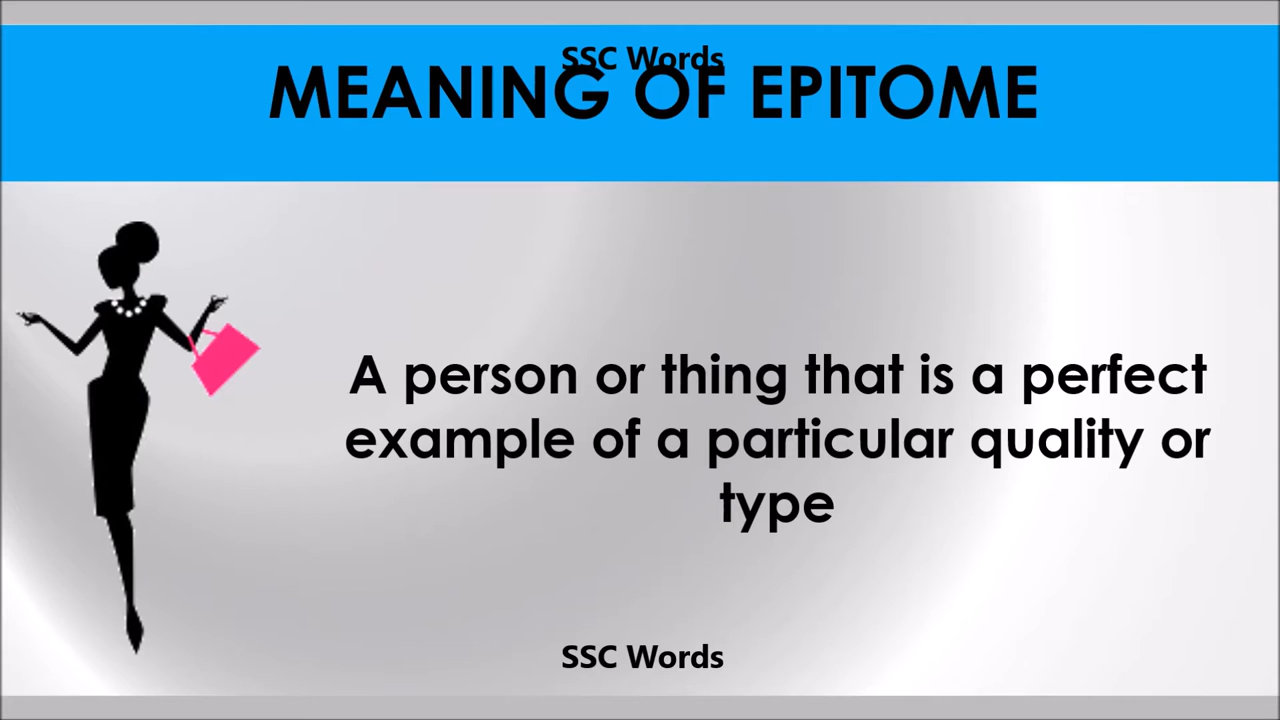 SSC Words
MEANING OF EPITOME
A person or thing that is a perfect
example of a particular quality or
type
SSC Words